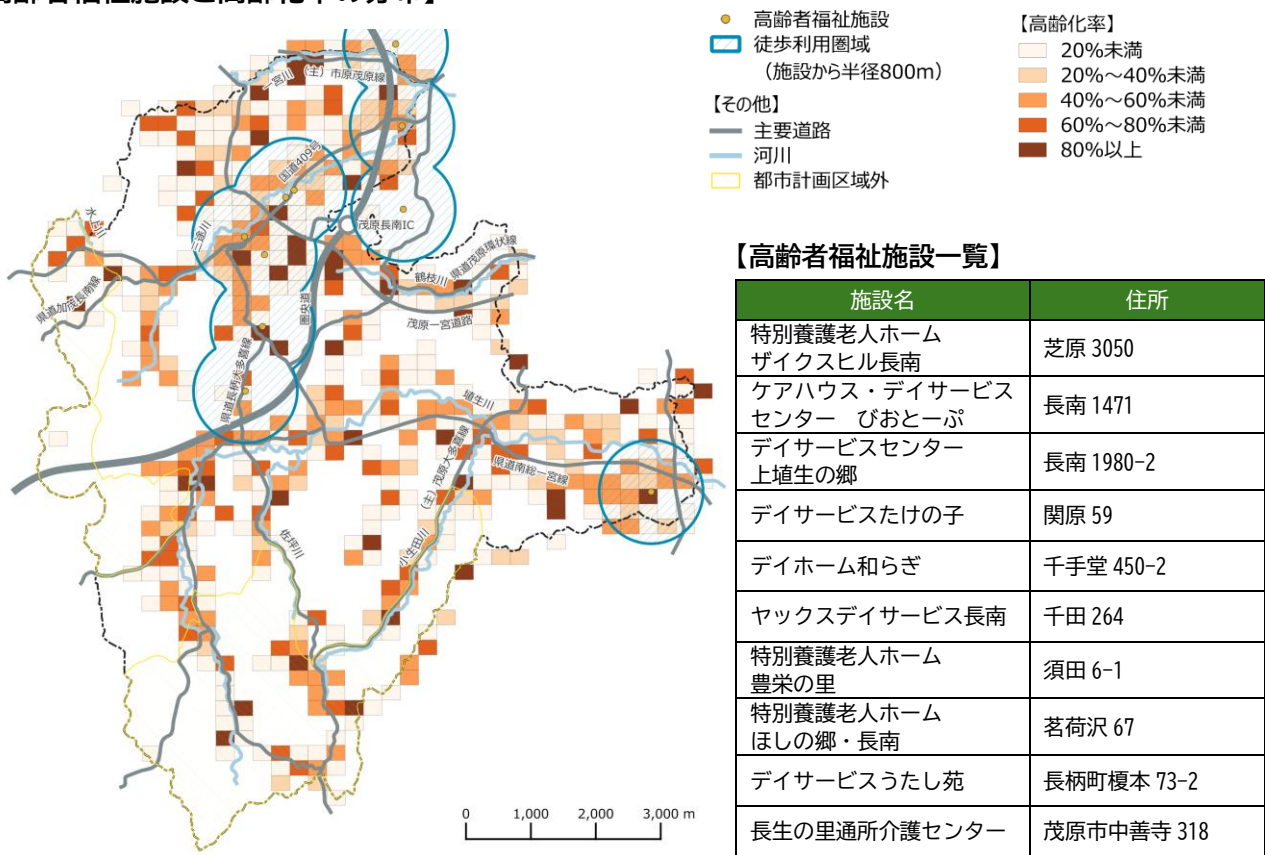 高齢者福祉施設
徒歩利用圏域
（施設から半径800m）
【その他】
主要道路
河川
都市計画区域外
【高齢化率】
20%未満
20%～40%未満
40%～60%未満
60%～80%未満
80%以上
一宮川
（主）市原茂原線
国道409号
三途川
茂原長南IC
県道加茂長南線
鶴枝川
県道茂原環状線
茂原一宮道路
圏央道
県道長柄大多喜線
埴生川
（主）茂原大多喜線
県道南総一宮線
佐坪川
小生田川
0 1,000 2,000 3,000 m
【高齢者福祉施設一覧】
施設名 住所
特別養護老人ホーム
ザイクスヒル長南 芝原 3050
ケアハウス・デイサービス
センター　びおとーぷ 長南 1471
デイサービスセンター
上埴生の郷 長南 1980-2
デイサービスたけの子 関原 59
デイホーム和らぎ 千手堂 450-2
ヤックスデイサービス長南 千田 264
特別養護老人ホーム
豊栄の里 須田 6-1
特別養護老人ホーム
ほしの郷・長南 茗荷沢 67
デイサービスうたし苑 長柄町榎本 73-2
長生の里通所介護センター 茂原市中善寺 318